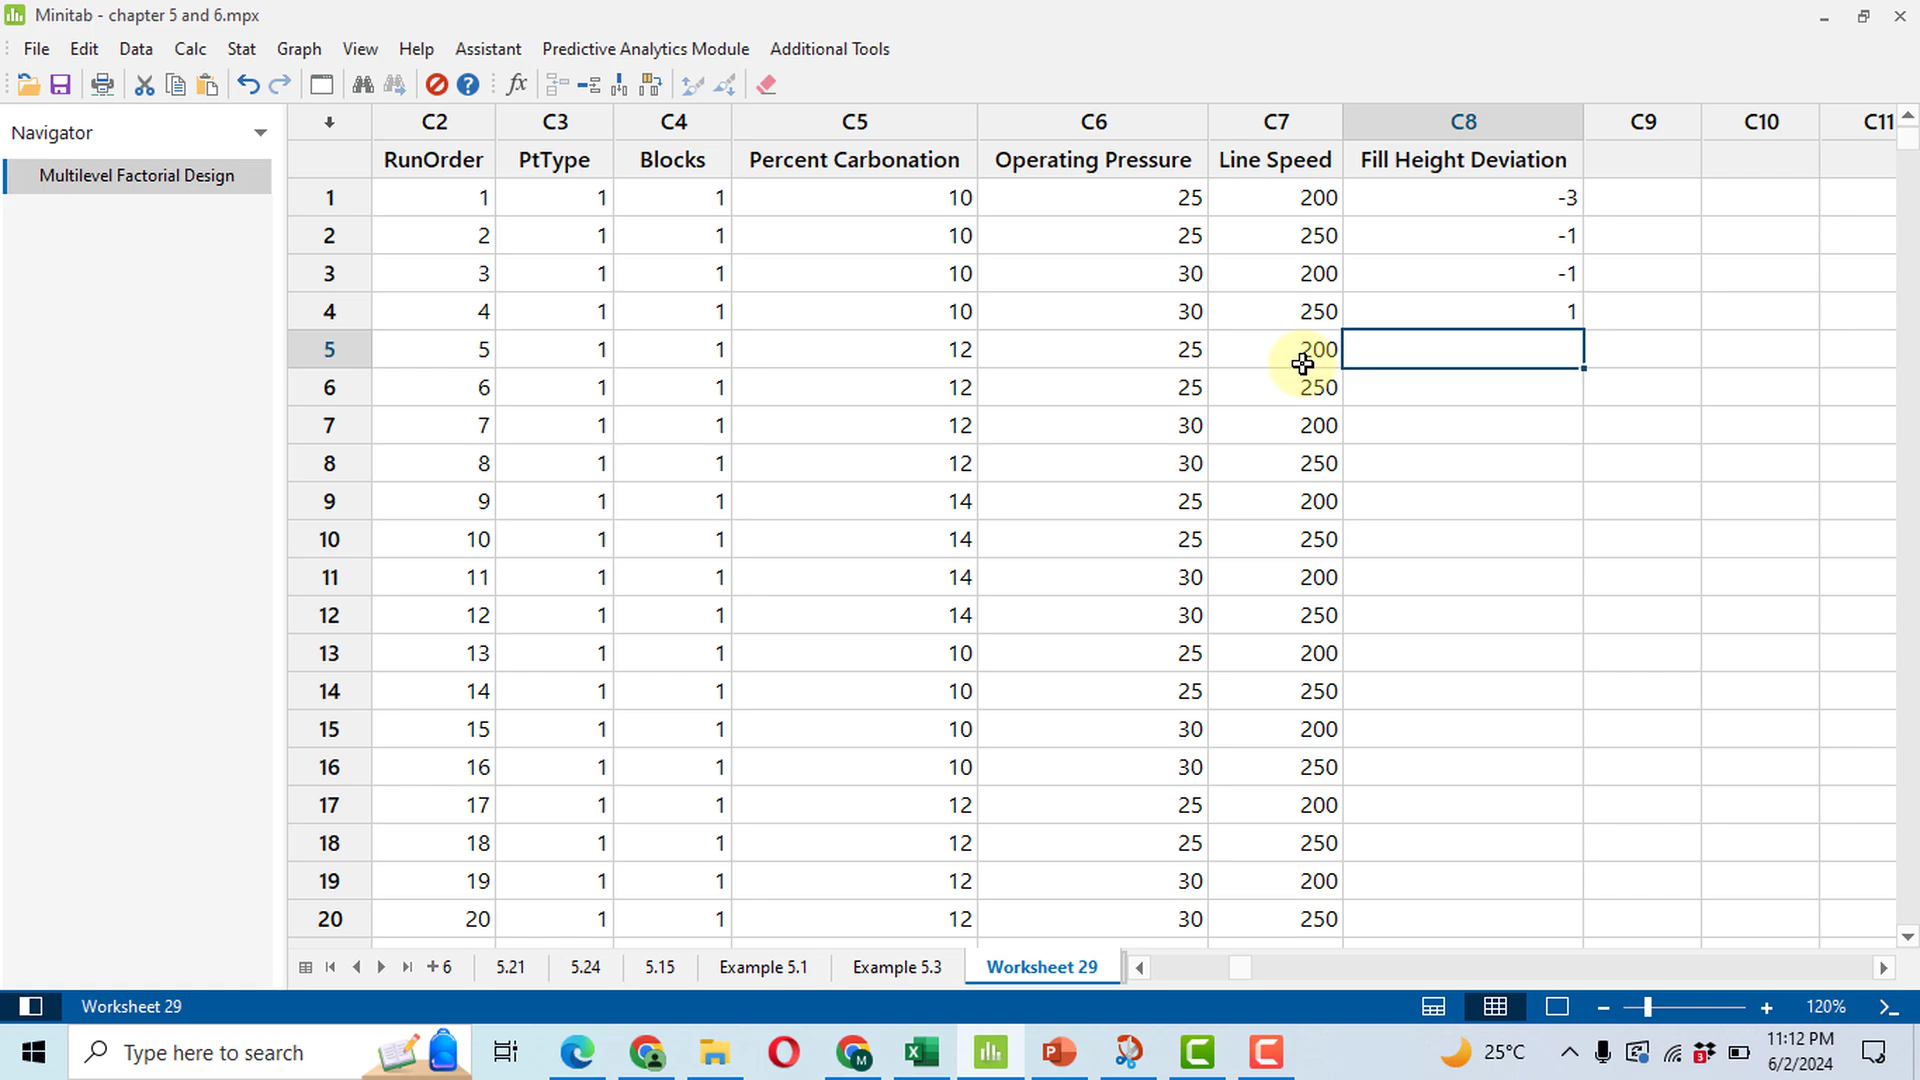 Minitab - chapter 5 and 6.mpx
File Edit Data Calc Stat Graph View Help Assistant Predictive Analytics Module Additional Tools
Navigator
Multilevel Factorial Design
C2 C3 C4 C5 C6 C7 C8 C9 C10 C11
RunOrder PtType Blocks Percent Carbonation Operating Pressure Line Speed Fill Height Deviation
1 1 1 1 10 25 200 -3
2 2 1 1 10 25 250 -1
3 3 1 1 10 30 200 -1
4 4 1 1 10 30 250 1
5 5 1 1 12 25 200
6 6 1 1 12 25 250
7 7 1 1 12 30 200
8 8 1 1 12 30 250
9 9 1 1 14 25 200
10 10 1 1 14 25 250
11 11 1 1 14 30 200
12 12 1 1 14 30 250
13 13 1 1 10 25 200
14 14 1 1 10 25 250
15 15 1 1 10 30 200
16 16 1 1 10 30 250
17 17 1 1 12 25 200
18 18 1 1 12 25 250
19 19 1 1 12 30 200
20 20 1 1 12 30 250
+ 6 5.21 5.24 5.15 Example 5.1 Example 5.3 Worksheet 29
Worksheet 29 120%
Type here to search 25°C 11:12 PM
6/2/2024